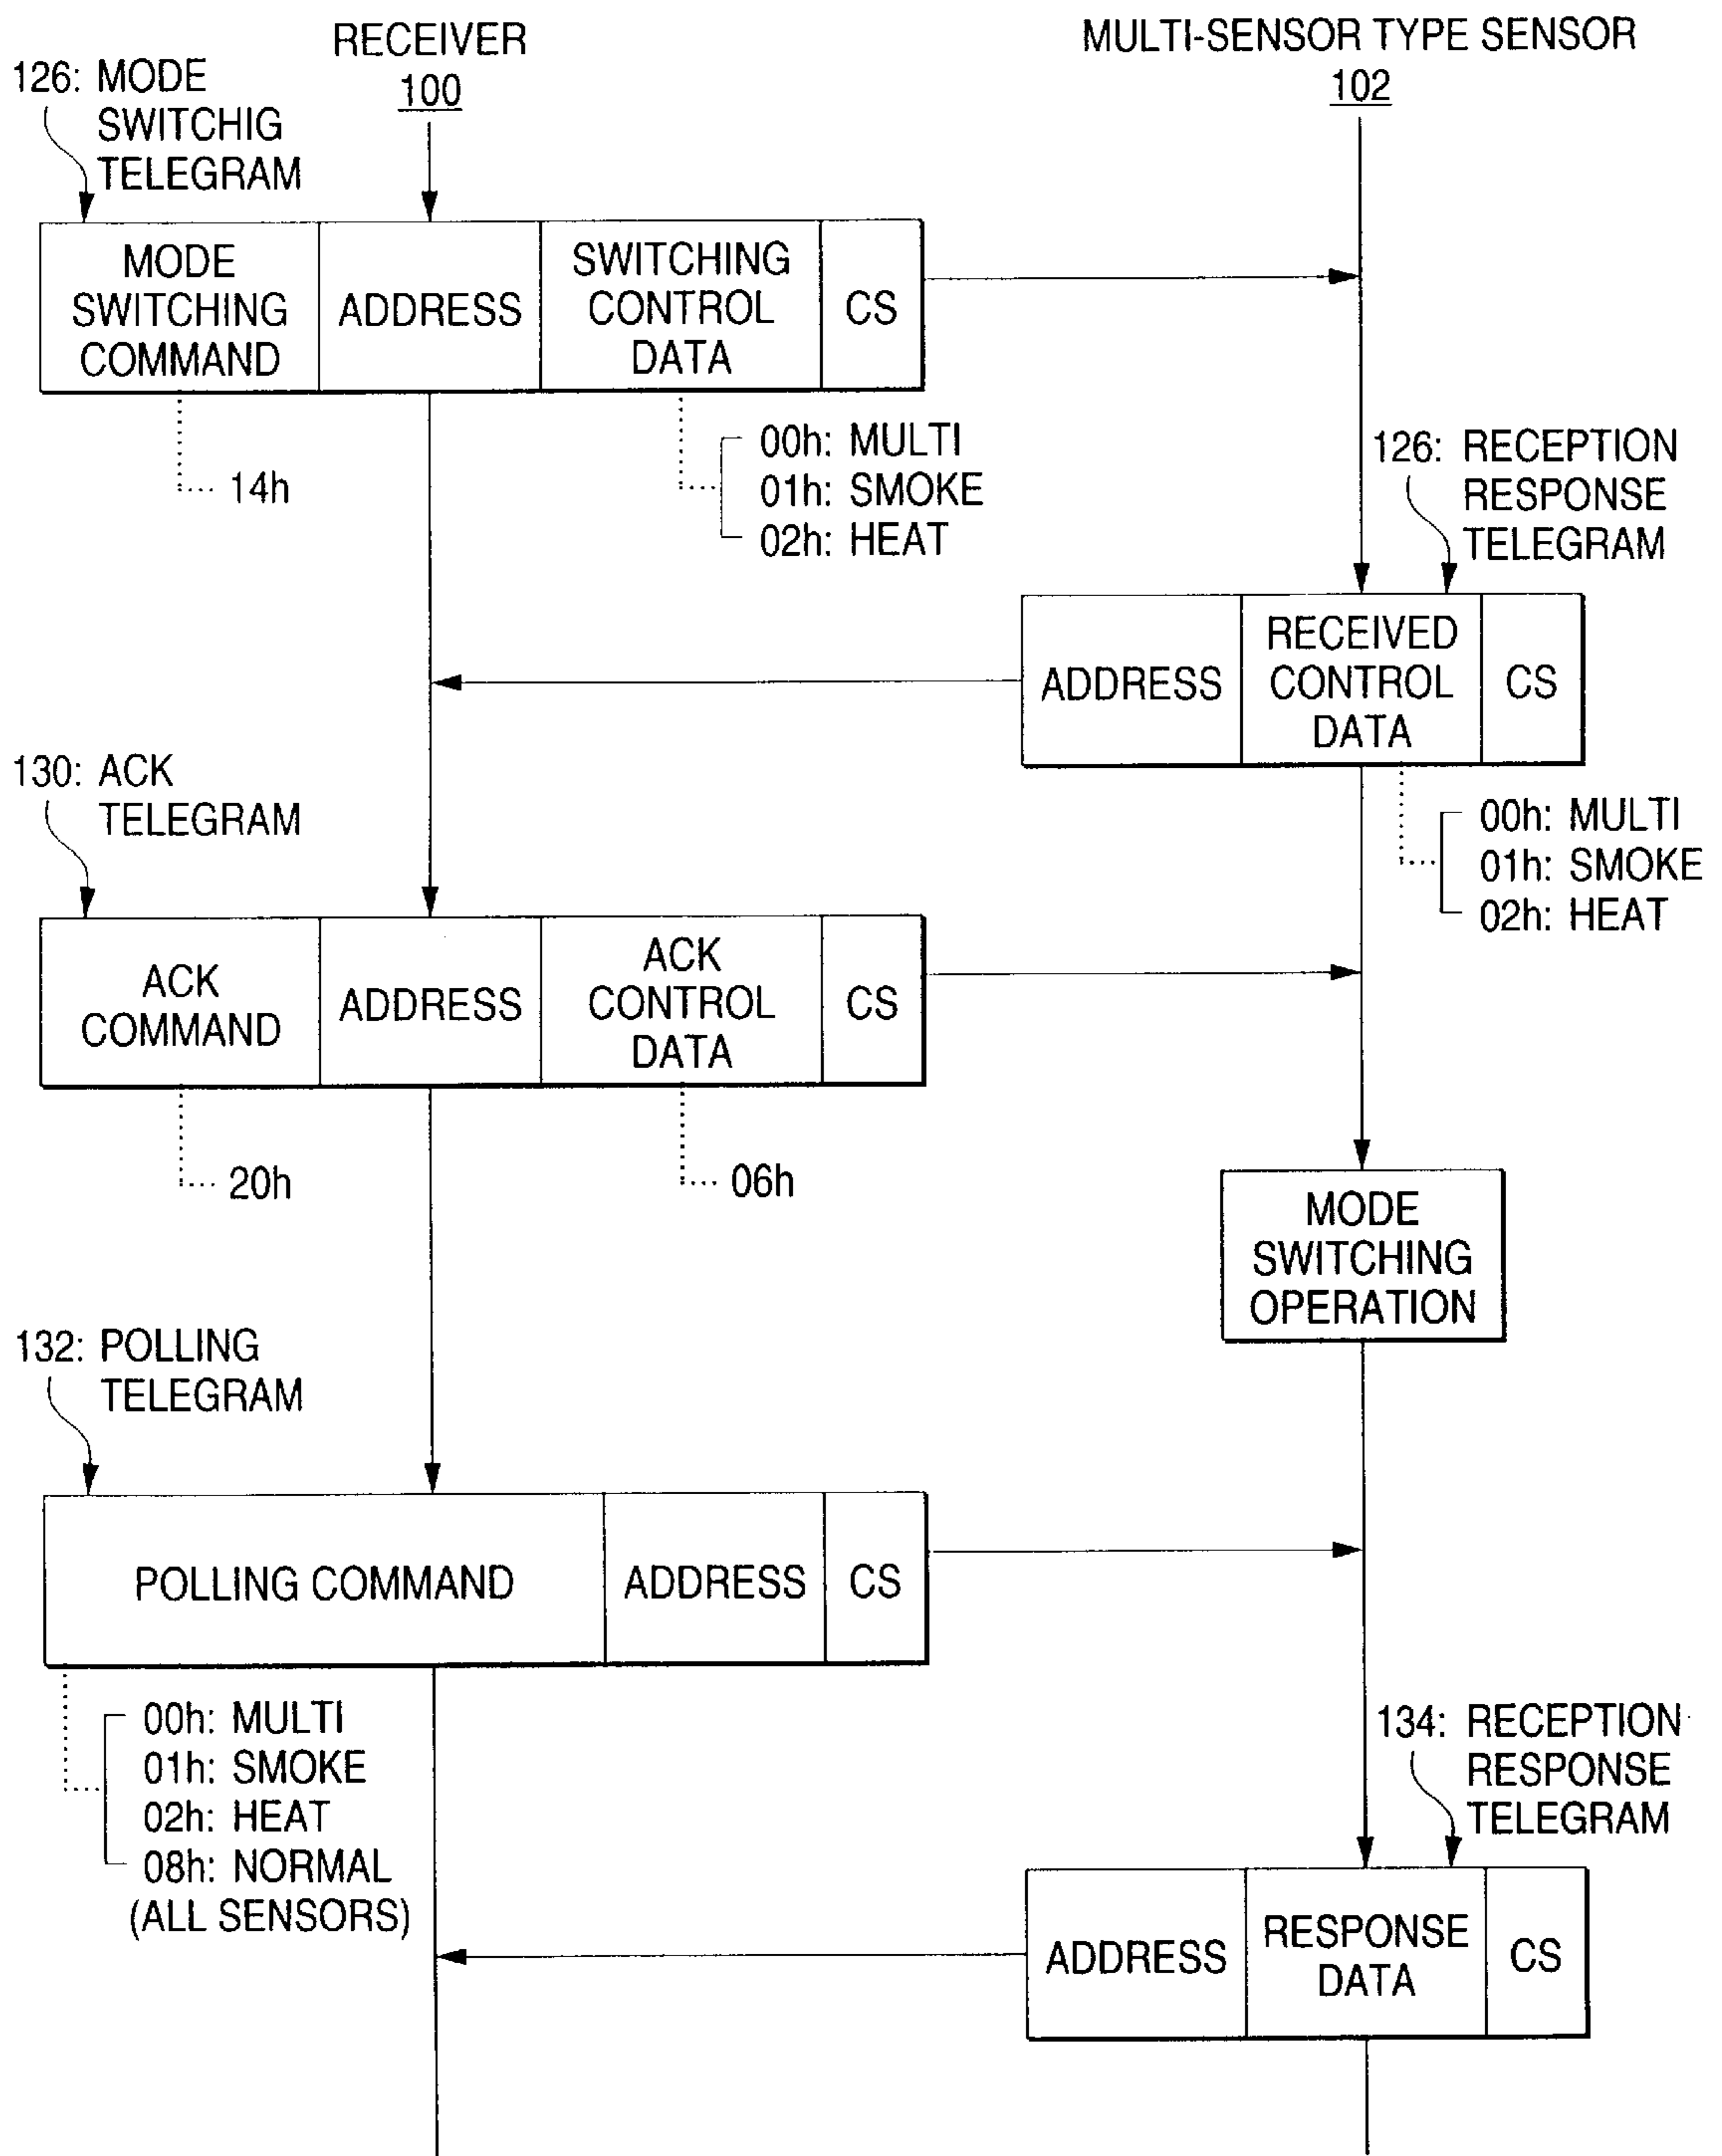 RECEIVER
100
MULTI-SENSOR TYPE SENSOR
102
126: MODE
SWITCHIG
TELEGRAM
MODE
SWITCHING
COMMAND
ADDRESS
SWITCHING
CONTROL
DATA
CS
14h
00h: MULTI
01h: SMOKE
02h: HEAT
126: RECEPTION
RESPONSE
TELEGRAM
ADDRESS
RECEIVED
CONTROL
DATA
CS
00h: MULTI
01h: SMOKE
02h: HEAT
130: ACK
TELEGRAM
ACK
COMMAND
ADDRESS
ACK
CONTROL
DATA
CS
20h
06h
MODE
SWITCHING
OPERATION
132: POLLING
TELEGRAM
POLLING COMMAND
ADDRESS
CS
00h: MULTI
01h: SMOKE
02h: HEAT
08h: NORMAL
(ALL SENSORS)
134: RECEPTION
RESPONSE
TELEGRAM
ADDRESS
RESPONSE
DATA
CS